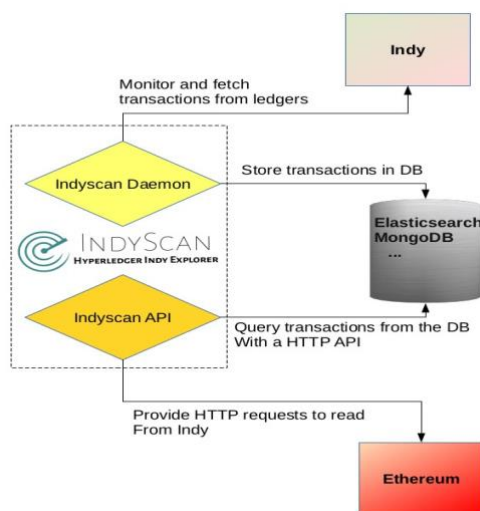 Indy
Monitor and fetch
transactions from ledgers
Indyscan Daemon
Store transactions in DB
Elasticsearch
MongoDB
...
INDYSCAN
HYPERLEDGER INDY EXPLORER
Indyscan API
Query transactions from the DB
With a HTTP API
Provide HTTP requests to read
From Indy
Ethereum